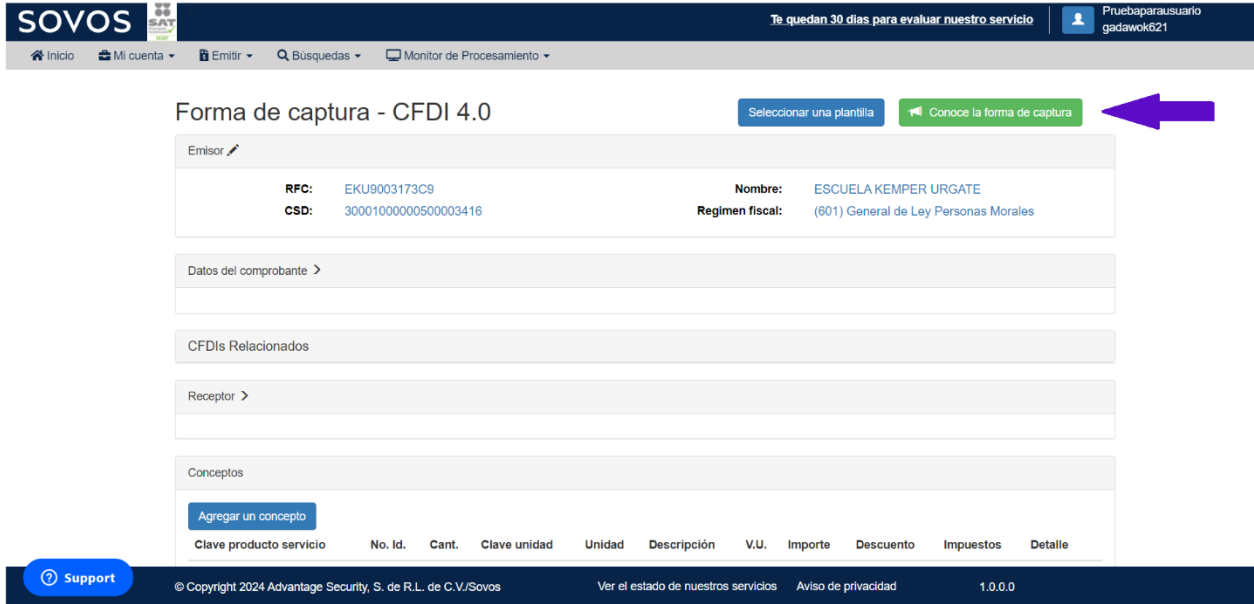 SOVOS
SAT
Te quedan 30 dias para evaluar nuestro servicio
Pruebaparausuario
gadawok621
Inicio Mi cuenta Emitir Búsquedas Monitor de Procesamiento
Forma de captura - CFDI 4.0
Seleccionar una plantilla
Conoce la forma de captura
Emisor
RFC: EKU9003173C9 Nombre: ESCUELA KEMPER URGATE
CSD: 30001000000500003416 Regimen fiscal: (601) General de Ley Personas Morales
Datos del comprobante >
CFDIs Relacionados
Receptor >
Conceptos
Agregar un concepto
Clave producto servicio No. Id. Cant. Clave unidad Unidad Descripción V.U. Importe Descuento Impuestos Detalle
Support
© Copyright 2024 Advantage Security, S. de R.L. de C.V./Sovos Ver el estado de nuestros servicios Aviso de privacidad 1.0.0.0